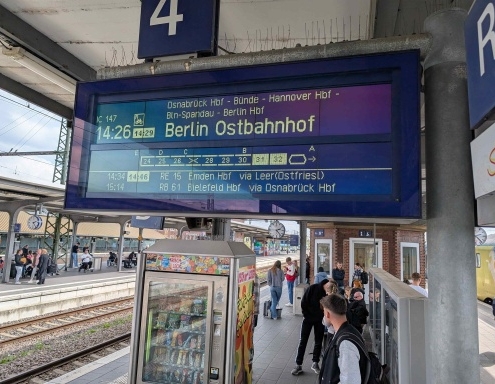 4
Osnabrück Hbf - Bünde - Hannover Hbf -
Bln-Spandau - Berlin Hbf
IC 147
14:26 14:29 Berlin Ostbahnhof
E D C B A
24 25 26 28 29 30 31 32
14:34 14:46 RE 15 Emden Hbf via Leer(Ostfriesl)
15:14 RB 61 Bielefeld Hbf via Osnabrück Hbf
R